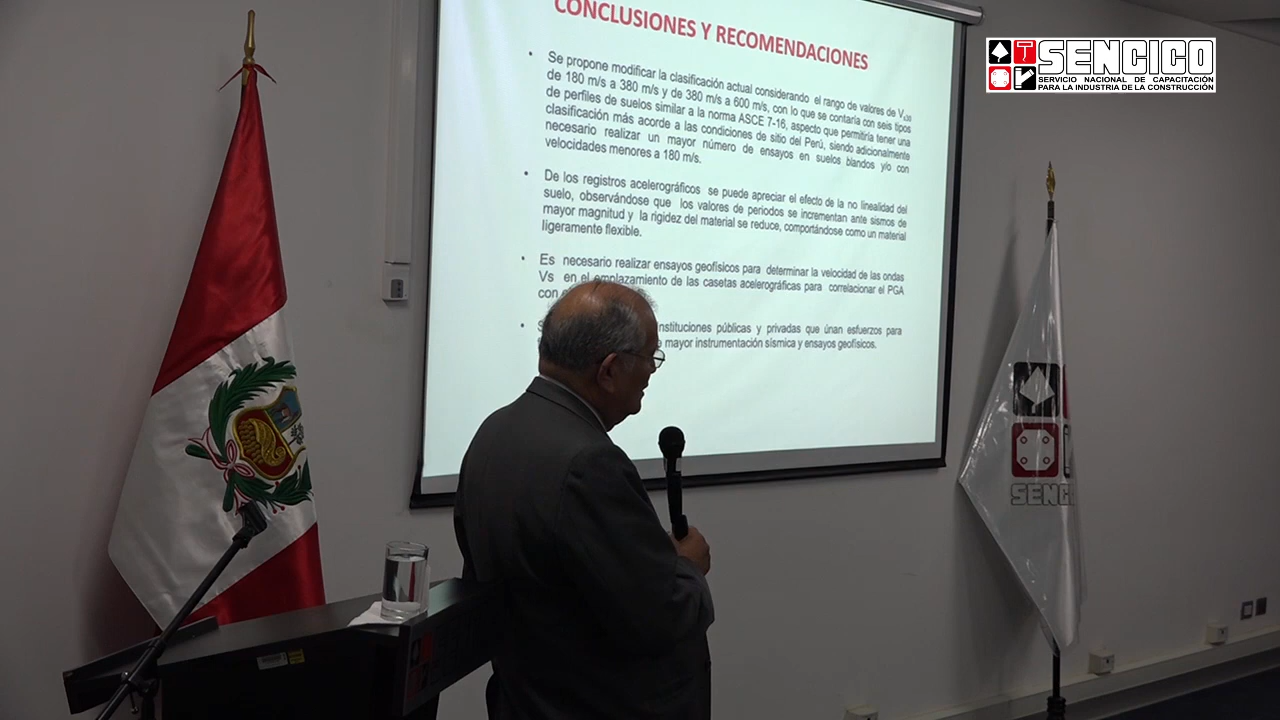 CONCLUSIONES Y RECOMENDACIONES
• Se propone modificar la clasificación actual considerando el rango de valores de Vs30
de 180 m/s a 380 m/s y de 380 m/s a 600 m/s, con lo que se contaría con seis tipos
de perfiles de suelos similar a la norma ASCE 7-16, aspecto que permitiría tener una
clasificación más acorde a las condiciones de sitio del Perú, siendo adicionalmente
necesario realizar un mayor número de ensayos en suelos blandos y/o con
velocidades menores a 180 m/s.
• De los registros acelerográficos se puede apreciar el efecto de la no linealidad del
suelo, observándose que los valores de periodos se incrementan ante sismos de
mayor magnitud y la rigidez del material se reduce, comportándose como un material
ligeramente flexible.
• Es necesario realizar ensayos geofísicos para determinar la velocidad de las ondas
Vs en el emplazamiento de las casetas acelerográficas para correlacionar el PGA
con
• instituciones públicas y privadas que únan esfuerzos para
mayor instrumentación sísmica y ensayos geofísicos.
SENCICO
SERVICIO NACIONAL DE CAPACITACIÓN
PARA LA INDUSTRIA DE LA CONSTRUCCIÓN
SENC